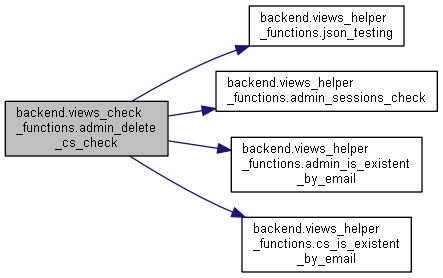 backend.views_check
_functions.admin_delete
_cs_check
backend.views_helper
_functions.json_testing
backend.views_helper
_functions.admin_sessions_check
backend.views_helper
_functions.admin_is_existent
_by_email
backend.views_helper
_functions.cs_is_existent
_by_email